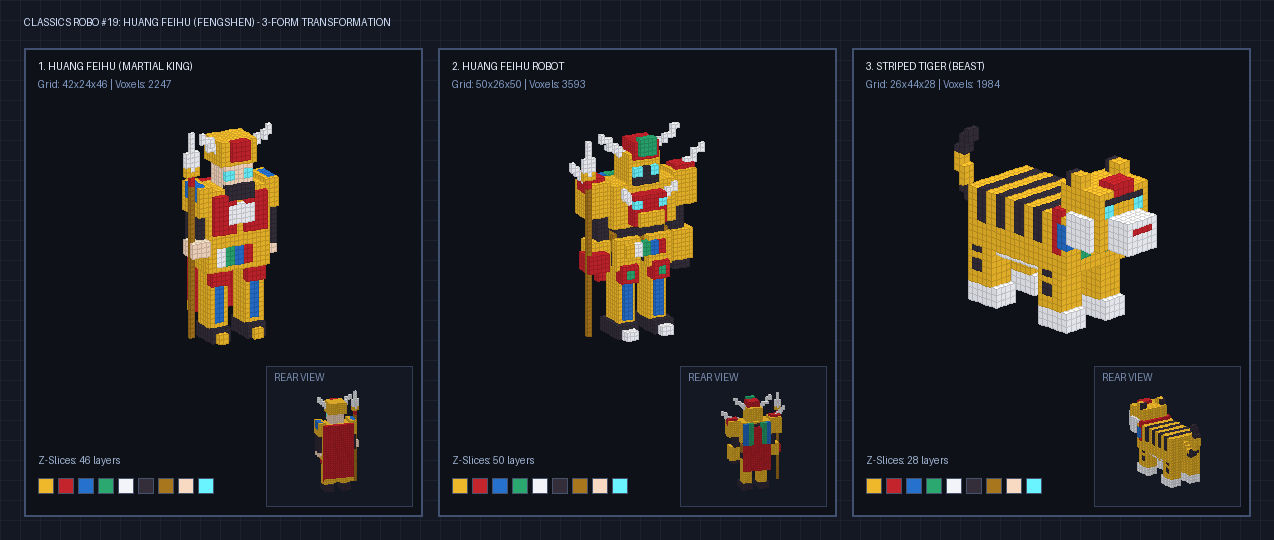 CLASSICS ROBO #19: HUANG FEIHU (FENGSHEN) - 3-FORM TRANSFORMATION
1. HUANG FEIHU (MARTIAL KING)
Grid: 42x24x46 | Voxels: 2247
REAR VIEW
Z-Slices: 46 layers
2. HUANG FEIHU ROBOT
Grid: 50x26x50 | Voxels: 3593
REAR VIEW
Z-Slices: 50 layers
3. STRIPED TIGER (BEAST)
Grid: 26x44x28 | Voxels: 1984
REAR VIEW
Z-Slices: 28 layers